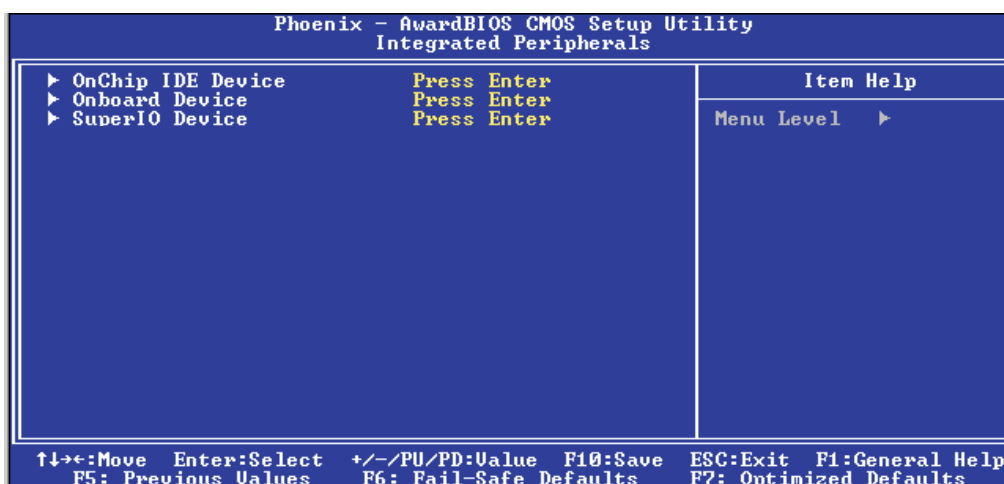 Phoenix - AwardBIOS CMOS Setup Utility
Integrated Peripherals
▶ OnChip IDE Device Press Enter
▶ Onboard Device Press Enter
▶ SuperIO Device Press Enter
Item Help
Menu Level ▶
↑↓→←:Move Enter:Select +/-/PU/PD:Value F10:Save ESC:Exit F1:General Help
F5: Previous Values F6: Fail-Safe Defaults F7: Optimized Defaults